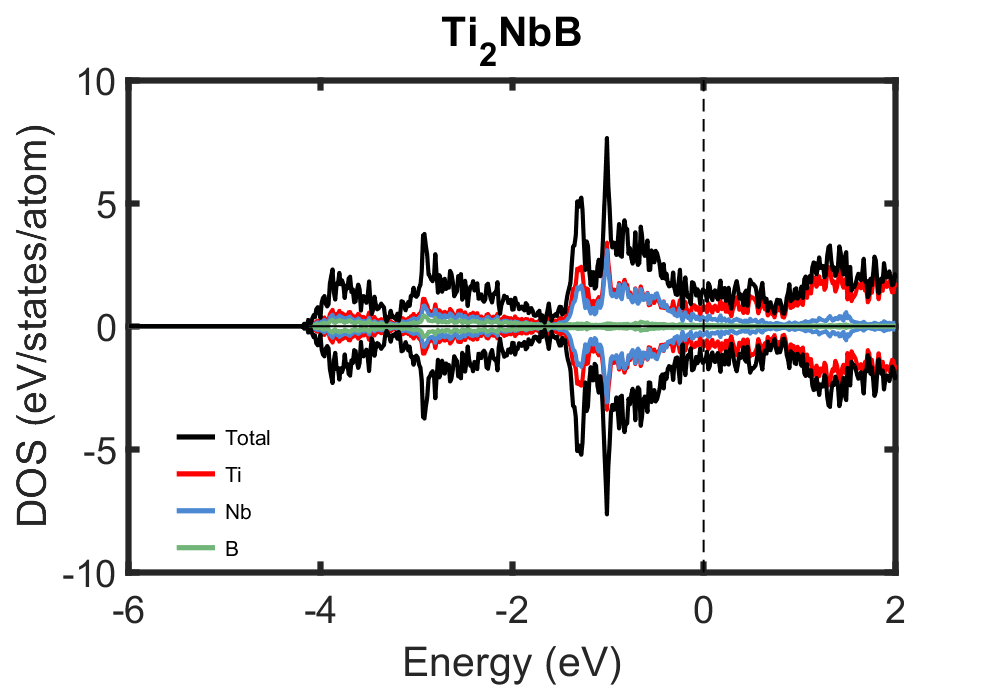 Ti₂NbB
10
5
0
-5
-10
DOS (eV/states/atom)
Total
Ti
Nb
B
-6 -4 -2 0 2
Energy (eV)